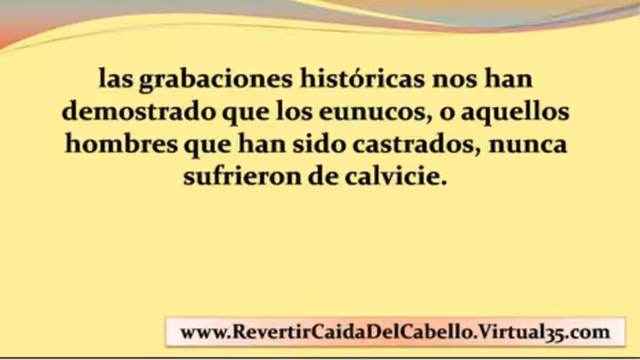 las grabaciones históricas nos han
demostrado que los eunucos, o aquellos
hombres que han sido castrados, nunca
sufrieron de calvicie.
www.RevertirCaidaDelCabello.Virtual35.com